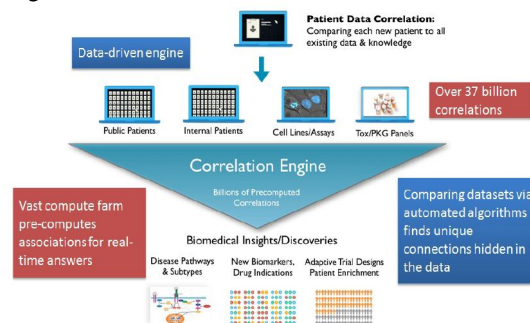 Patient Data Correlation:
Comparing each new patient to all
existing data & knowledge
Data-driven engine
Over 37 billion
correlations
Public Patients
Internal Patients
Cell Lines/Assays
Tox/PKG Panels
Correlation Engine
Billions of Precomputed
Correlations
Vast compute farm
pre-computes
associations for real-
time answers
Comparing datasets via
automated algorithms
finds unique
connections hidden in
the data
Biomedical Insights/Discoveries
Disease Pathways
& Subtypes
New Biomarkers,
Drug Indications
Adaptive Trial Designs
Patient Enrichment